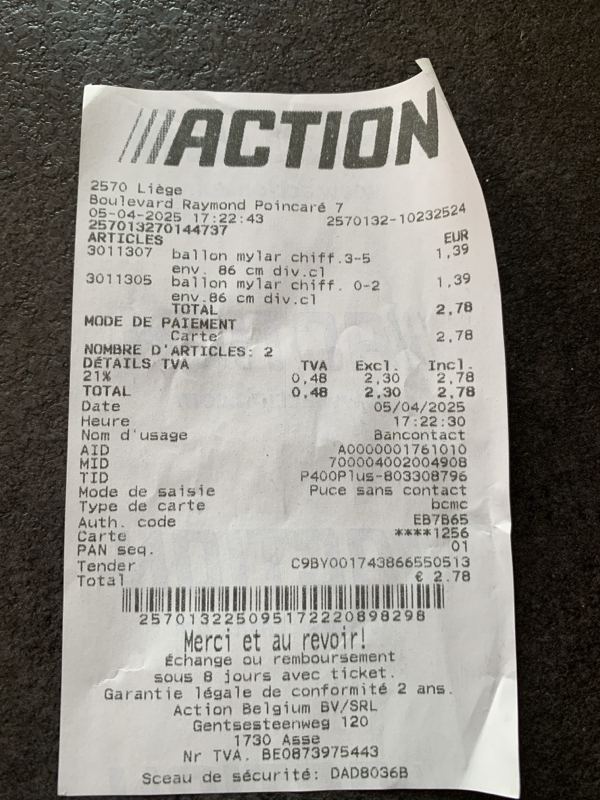 ACTION
2570 Liège
Boulevard Raymond Poincaré 7
05-04-2025 17:22:43 2570132-10232524
257013270144737
ARTICLES EUR
3011307 ballon mylar chiff.3-5 1,39
env. 86 cm div.cl
3011305 ballon mylar chiff. 0-2 1,39
env.86 cm div.cl
TOTAL 2,78
MODE DE PAIEMENT
Carte 2,78
NOMBRE D'ARTICLES: 2
DÉTAILS TVA TVA Excl. Incl.
21% 0,48 2,30 2,78
TOTAL 0,48 2,30 2,78
Date 05/04/2025
Heure 17:22:30
Nom d'usage Bancontact
AID A0000001761010
MID 700004002004908
TID P400Plus-803308796
Mode de saisie Puce sans contact
Type de carte bcmc
Auth. code EB7B65
Carte ****1256
PAN seq. 01
Tender C9BY001743866550513
Total € 2.78
2570132250951722220898298
Merci et au revoir!
Échange ou remboursement
sous 8 jours avec ticket.
Garantie légale de conformité 2 ans.
Action Belgium BV/SRL
Gentsesteenweg 120
1730 Asse
Nr TVA. BE0873975443
Sceau de sécurité: DAD8036B